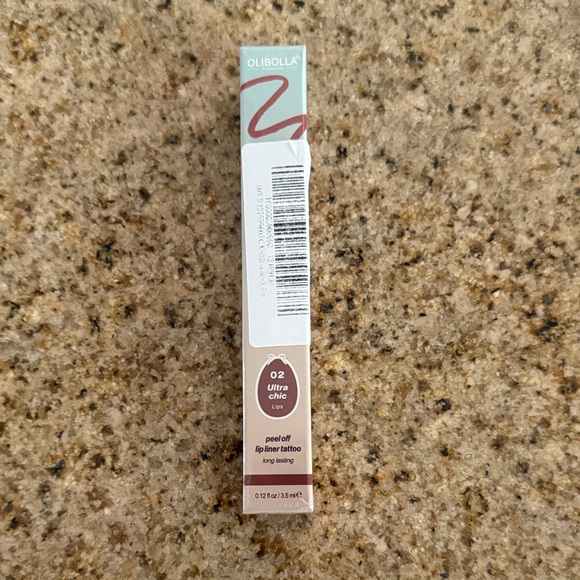 OLIBOLLA
02
Ultra
chic
Lips
peel off
lip liner tattoo
long lasting
0.12 fl oz / 3.5 ml ℮